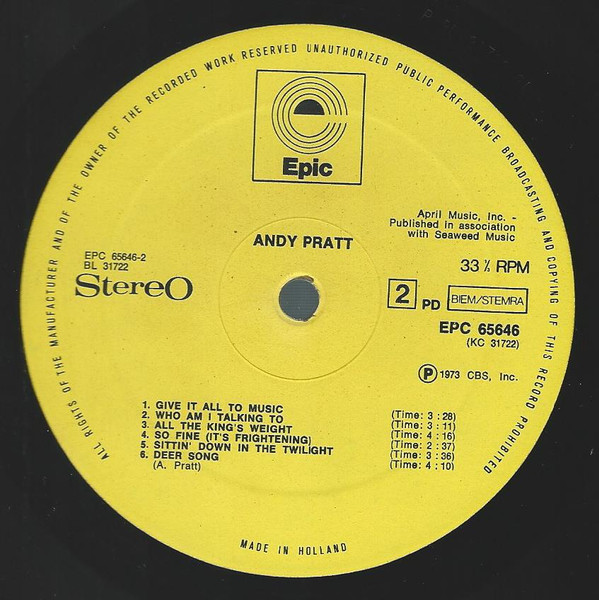 ALL RIGHTS OF THE MANUFACTURER AND OF THE OWNER OF THE RECORDED WORK RESERVED UNAUTHORIZED PUBLIC PERFORMANCE BROADCASTING AND COPYING OF THIS RECORD PROHIBITED
Epic
ANDY PRATT
April Music, Inc. -
Published in association
with Seaweed Music
EPC 65646-2
BL 31722
Stereo
33 ⅓ RPM
2 PD BIEM/STEMRA
EPC 65646
(KC 31722)
Ⓟ 1973 CBS, Inc.
1. GIVE IT ALL TO MUSIC (Time: 3 : 28)
2. WHO AM I TALKING TO (Time: 3 : 11)
3. ALL THE KING'S WEIGHT (Time: 4 : 16)
4. SO FINE (IT'S FRIGHTENING) (Time: 2 : 37)
5. SITTIN' DOWN IN THE TWILIGHT (Time: 3 : 36)
6. DEER SONG (Time: 4 : 10)
(A. Pratt)
MADE IN HOLLAND